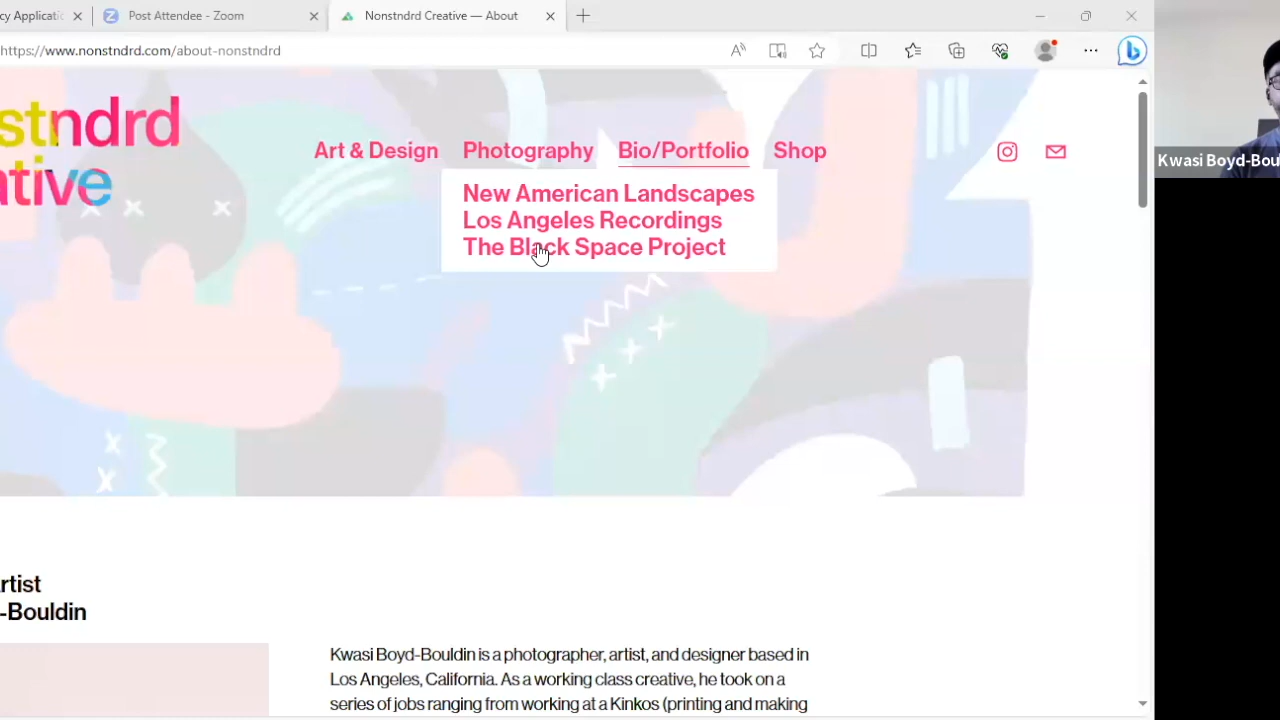 cy Applicati
Post Attendee - Zoom
Nonstndrd Creative — About
https://www.nonstndrd.com/about-nonstndrd
stndrd
ative
Art & Design
Photography
Bio/Portfolio
Shop
New American Landscapes
Los Angeles Recordings
The Black Space Project
Kwasi Boyd-Boul
rtist
-Bouldin
Kwasi Boyd-Bouldin is a photographer, artist, and designer based in
Los Angeles, California. As a working class creative, he took on a
series of jobs ranging from working at a Kinkos (printing and making